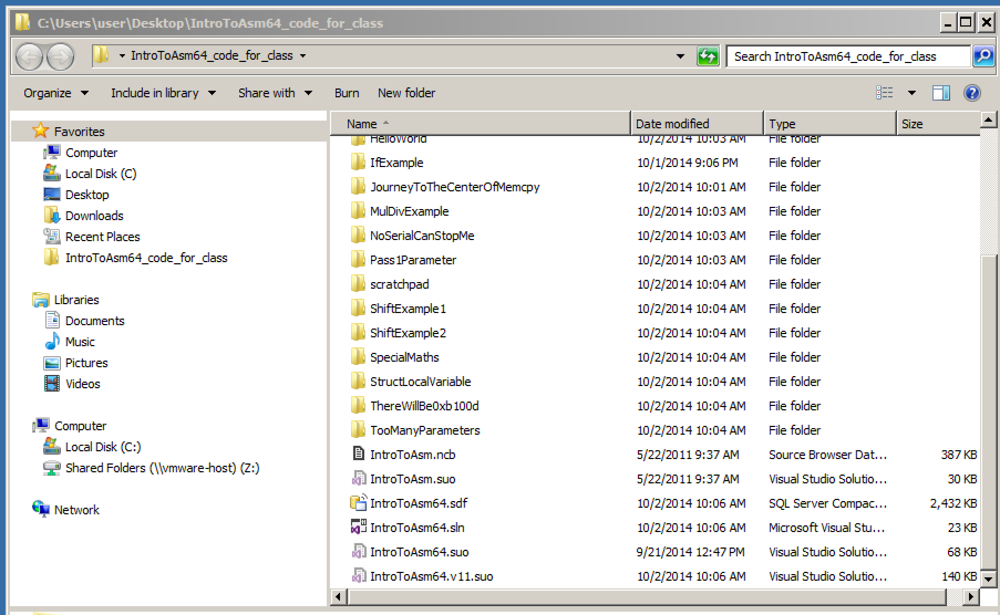 C:\Users\user\Desktop\IntroToAsm64_code_for_class
IntroToAsm64_code_for_class
Search IntroToAsm64_code_for_class
Organize Include in library Share with Burn New folder
Favorites
Computer
Local Disk (C)
Desktop
Downloads
Recent Places
IntroToAsm64_code_for_class
Libraries
Documents
Music
Pictures
Videos
Computer
Local Disk (C:)
Shared Folders (\\vmware-host) (Z:)
Network
Name Date modified Type Size
HelloWorld 10/2/2014 10:03 AM File folder
IfExample 10/1/2014 9:06 PM File folder
JourneyToTheCenterOfMemcpy 10/2/2014 10:01 AM File folder
MulDivExample 10/2/2014 10:03 AM File folder
NoSerialCanStopMe 10/2/2014 10:03 AM File folder
Pass1Parameter 10/2/2014 10:03 AM File folder
scratchpad 10/2/2014 10:04 AM File folder
ShiftExample1 10/2/2014 10:04 AM File folder
ShiftExample2 10/2/2014 10:04 AM File folder
SpecialMaths 10/2/2014 10:04 AM File folder
StructLocalVariable 10/2/2014 10:04 AM File folder
ThereWillBe0xb100d 10/2/2014 10:04 AM File folder
TooManyParameters 10/2/2014 10:04 AM File folder
IntroToAsm.ncb 5/22/2011 9:37 AM Source Browser Dat... 387 KB
IntroToAsm.suo 5/22/2011 9:37 AM Visual Studio Solutio... 30 KB
IntroToAsm64.sdf 10/2/2014 10:06 AM SQL Server Compac... 2,432 KB
IntroToAsm64.sln 10/2/2014 10:06 AM Microsoft Visual Stu... 23 KB
IntroToAsm64.suo 9/21/2014 12:47 PM Visual Studio Solutio... 68 KB
IntroToAsm64.v11.suo 10/2/2014 10:06 AM Visual Studio Solutio... 140 KB